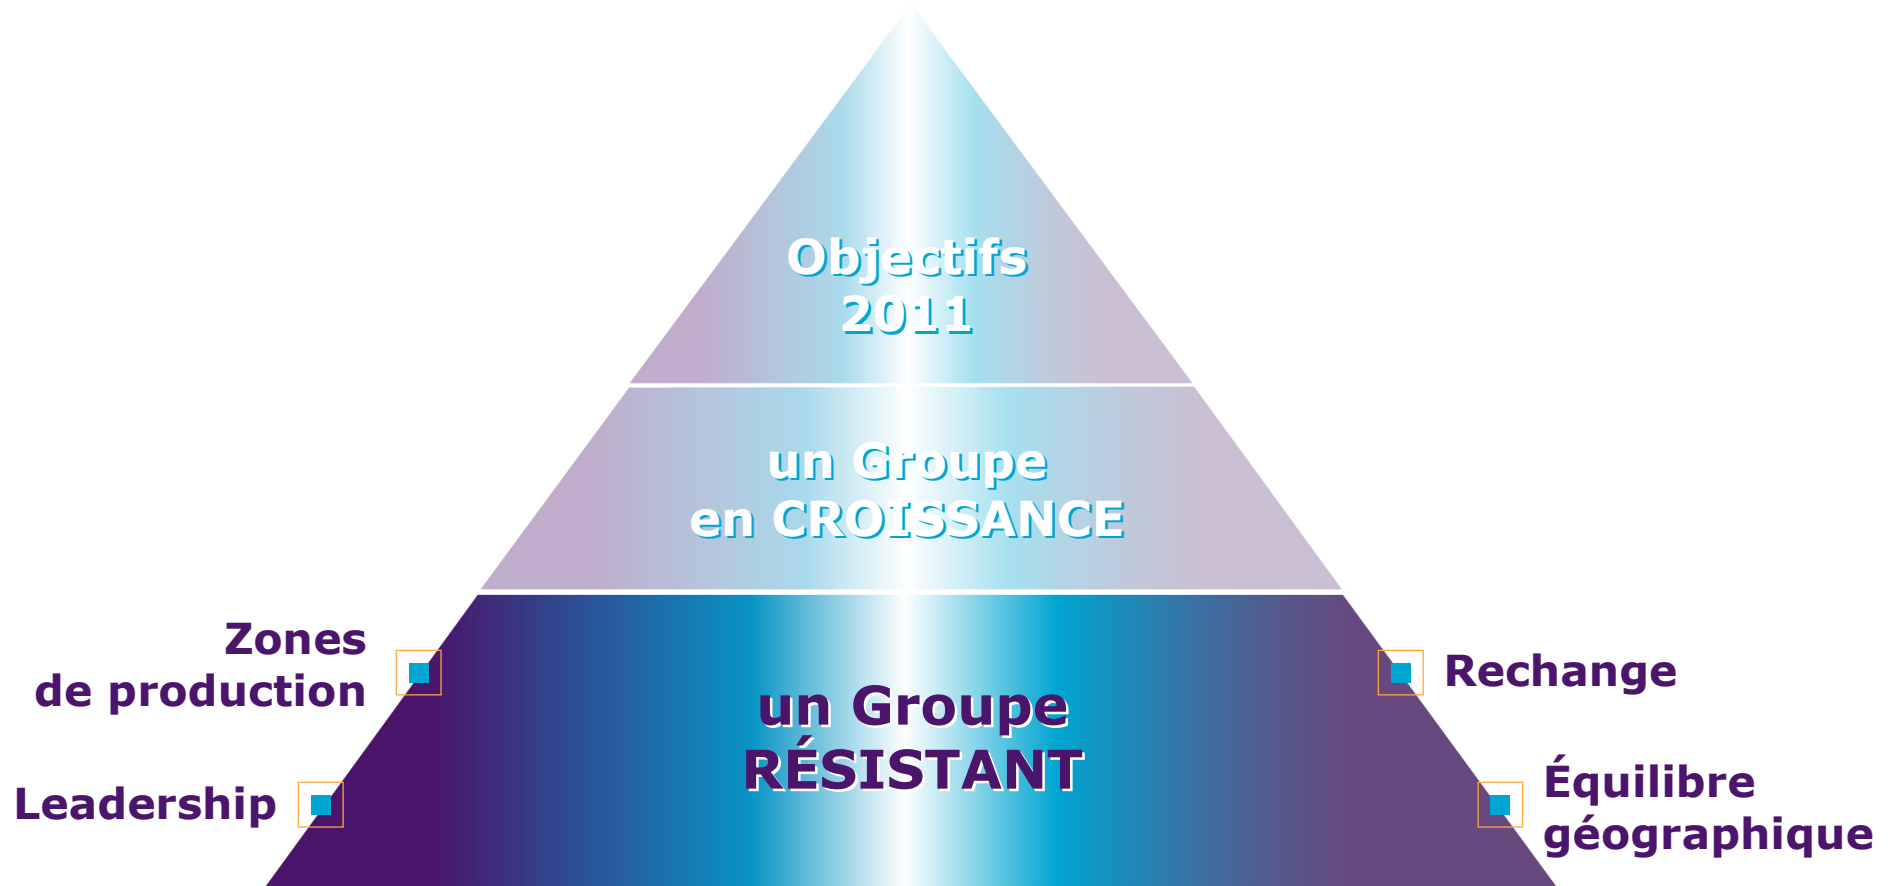 Objectifs
2011
un Groupe
en CROISSANCE
Zones
de production
Leadership
un Groupe
RÉSISTANT
Rechange
Équilibre
géographique